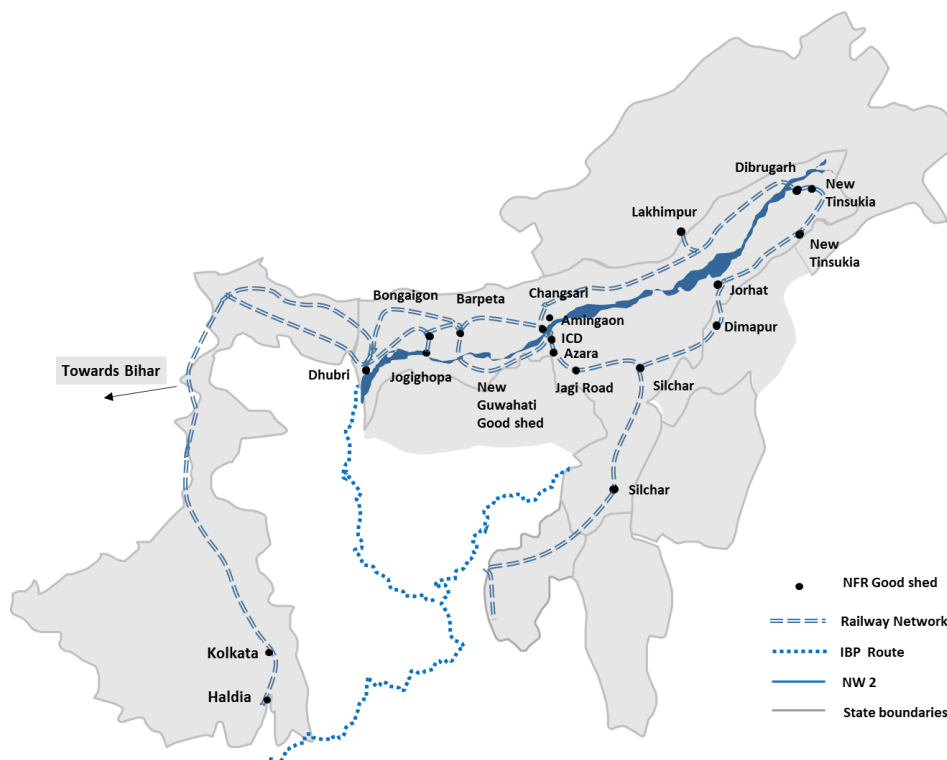 Dibrugarh
New
Tinsukia
Lakhimpur
New
Tinsukia
Changsari
Bongaigon
Barpeta
Jorhat
Amingaon
ICD
Azara
Dimapur
Towards Bihar
Dhubri
Jogighopa
New
Guwahati
Good shed
Jagi Road
Silchar
Silchar
NFR Good shed
Railway Network
IBP Route
NW 2
State boundaries
Kolkata
Haldia